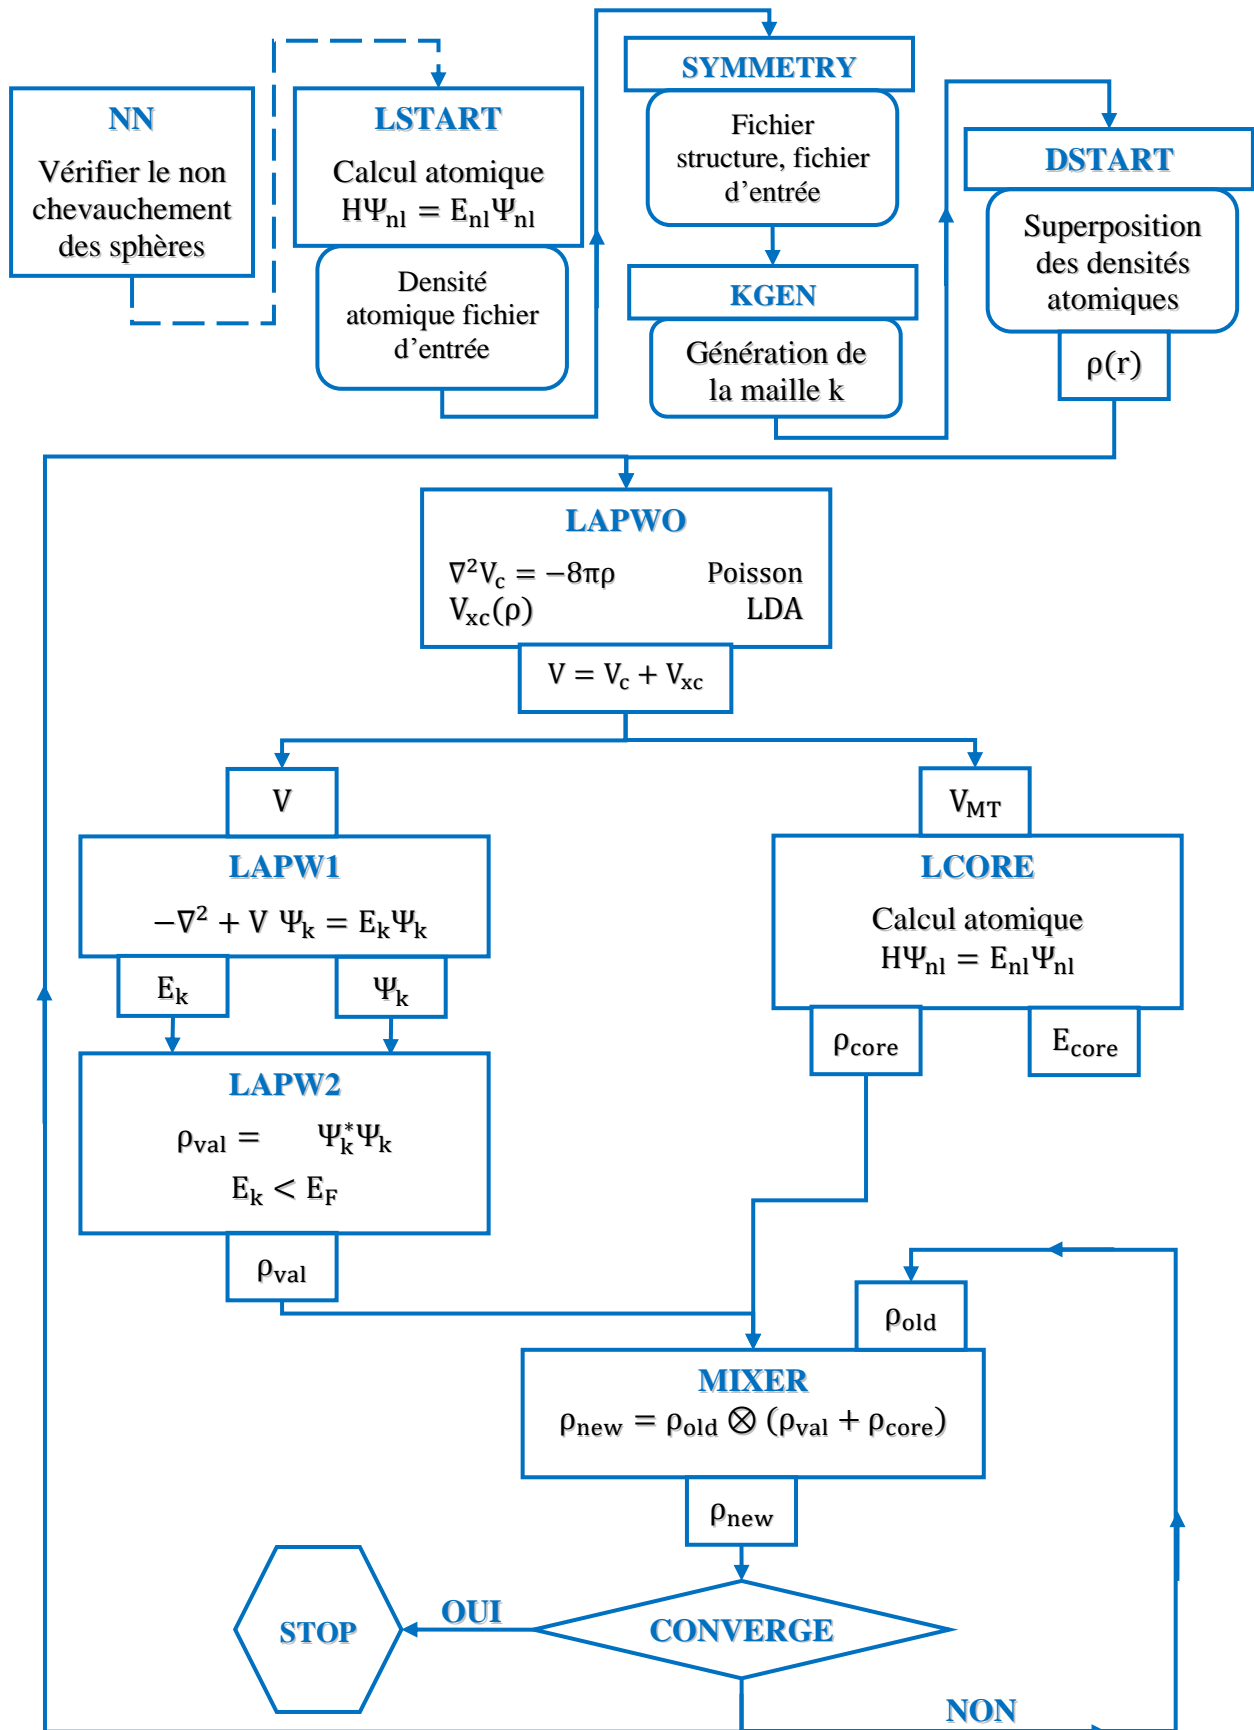 NN
Vérifier le non
chevauchement
des sphères
LSTART
Calcul atomique
HΨnl = EnlΨnl
Densité
atomique fichier
d’entrée
SYMMETRY
Fichier
structure, fichier
d’entrée
KGEN
Génération de
la maille k
DSTART
Superposition
des densités
atomiques
ρ(r)
LAPWO
∇²Vc = −8πρ Poisson
Vxc(ρ) LDA
V = Vc + Vxc
V
LAPW1
−∇² + V Ψk = EkΨk
Ek
Ψk
LAPW2
ρval = Ψk*Ψk
Ek < EF
ρval
VMT
LCORE
Calcul atomique
HΨnl = EnlΨnl
ρcore
Ecore
ρold
MIXER
ρnew = ρold ⊗ (ρval + ρcore)
ρnew
CONVERGE
OUI
STOP
NON